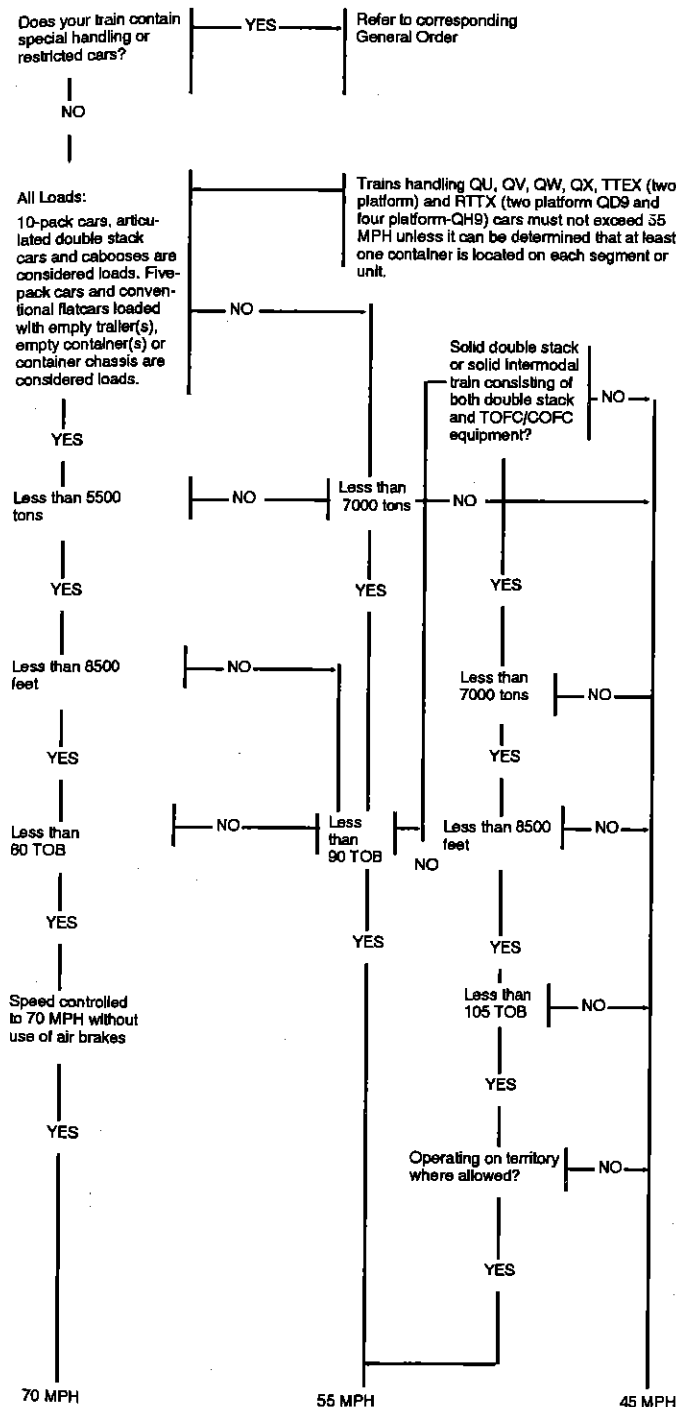 Does your train contain
special handling or
restricted cars?
YES
Refer to corresponding
General Order
NO
All Loads:
10-pack cars, articu-
lated double stack
cars and cabooses are
considered loads. Five-
pack cars and conven-
tional flatcars loaded
with empty trailer(s),
empty container(s) or
container chassis are
considered loads.
Trains handling QU, QV, QW, QX, TTEX (two
platform) and RTTX (two platform QD9 and
four platform-QH9) cars must not exceed 55
MPH unless it can be determined that at least
one container is located on each segment or
unit.
NO
Solid double stack
or solid intermodal
train consisting of
both double stack
and TOFC/COFC
equipment?
NO
YES
Less than 5500
tons
NO
Less than
7000 tons
NO
YES
YES
YES
Less than 8500
feet
NO
Less than
7000 tons
NO
YES
YES
Less than
80 TOB
NO
Less
than
90 TOB
NO
Less than 8500
feet
NO
YES
YES
YES
Speed controlled
to 70 MPH without
use of air brakes
Less than
105 TOB
NO
YES
YES
Operating on territory
where allowed?
NO
YES
70 MPH
55 MPH
45 MPH